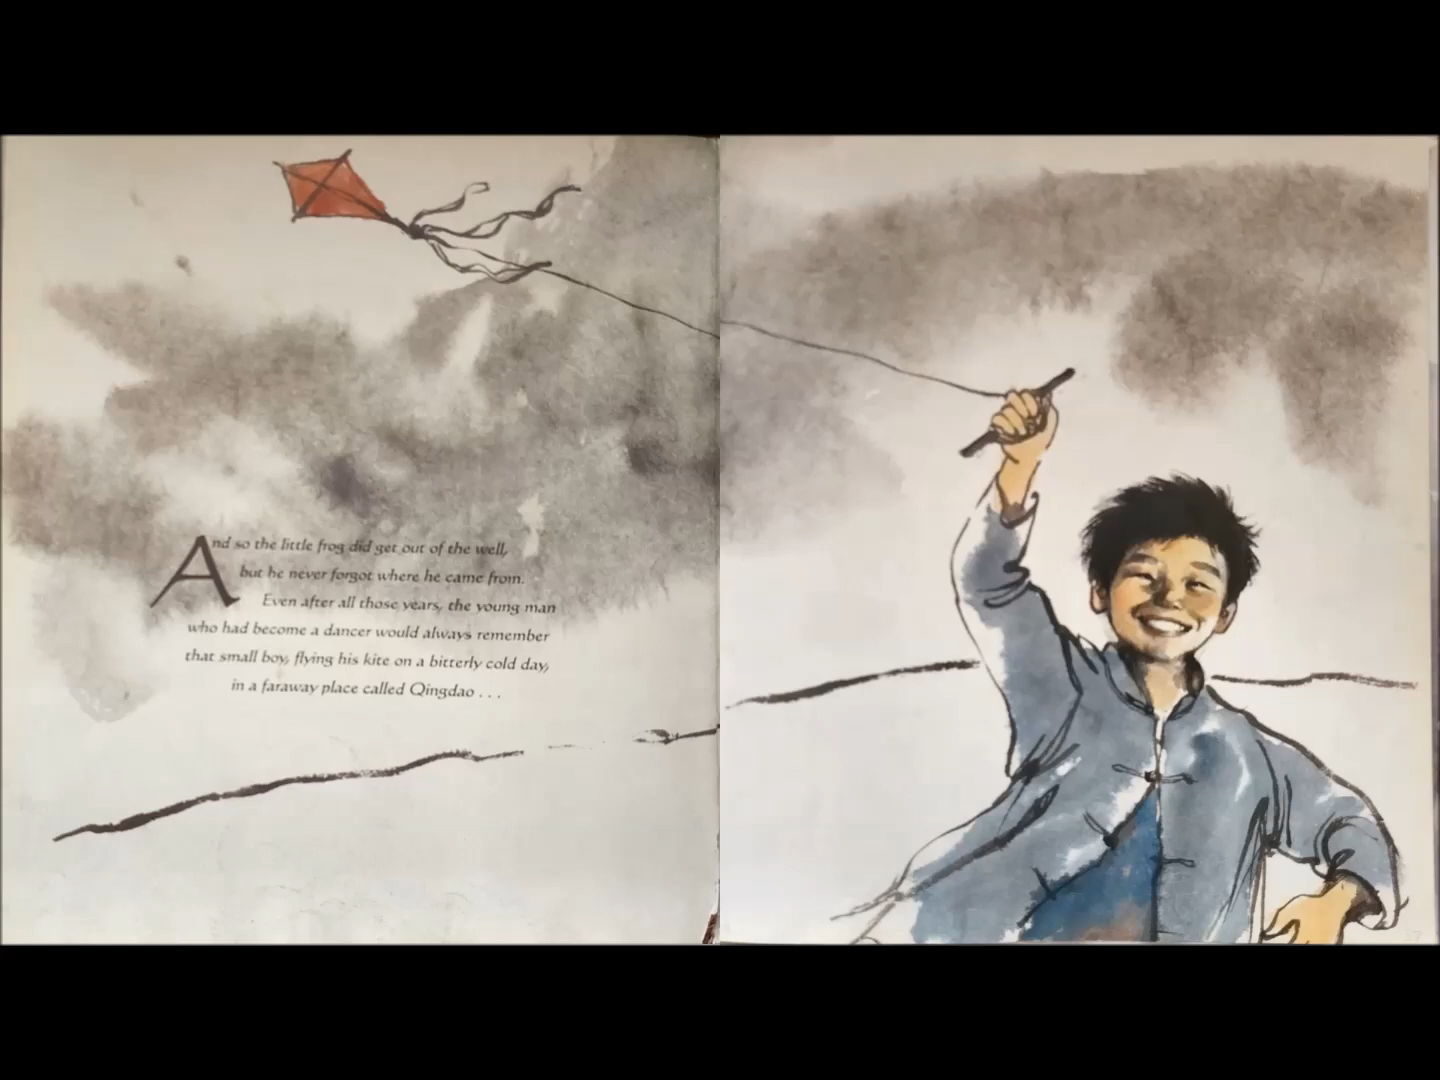 And so the little frog did get out of the well,
but he never forgot where he came from.
Even after all those years, the young man
who had become a dancer would always remember
that small boy, flying his kite on a bitterly cold day,
in a faraway place called Qingdao . . .